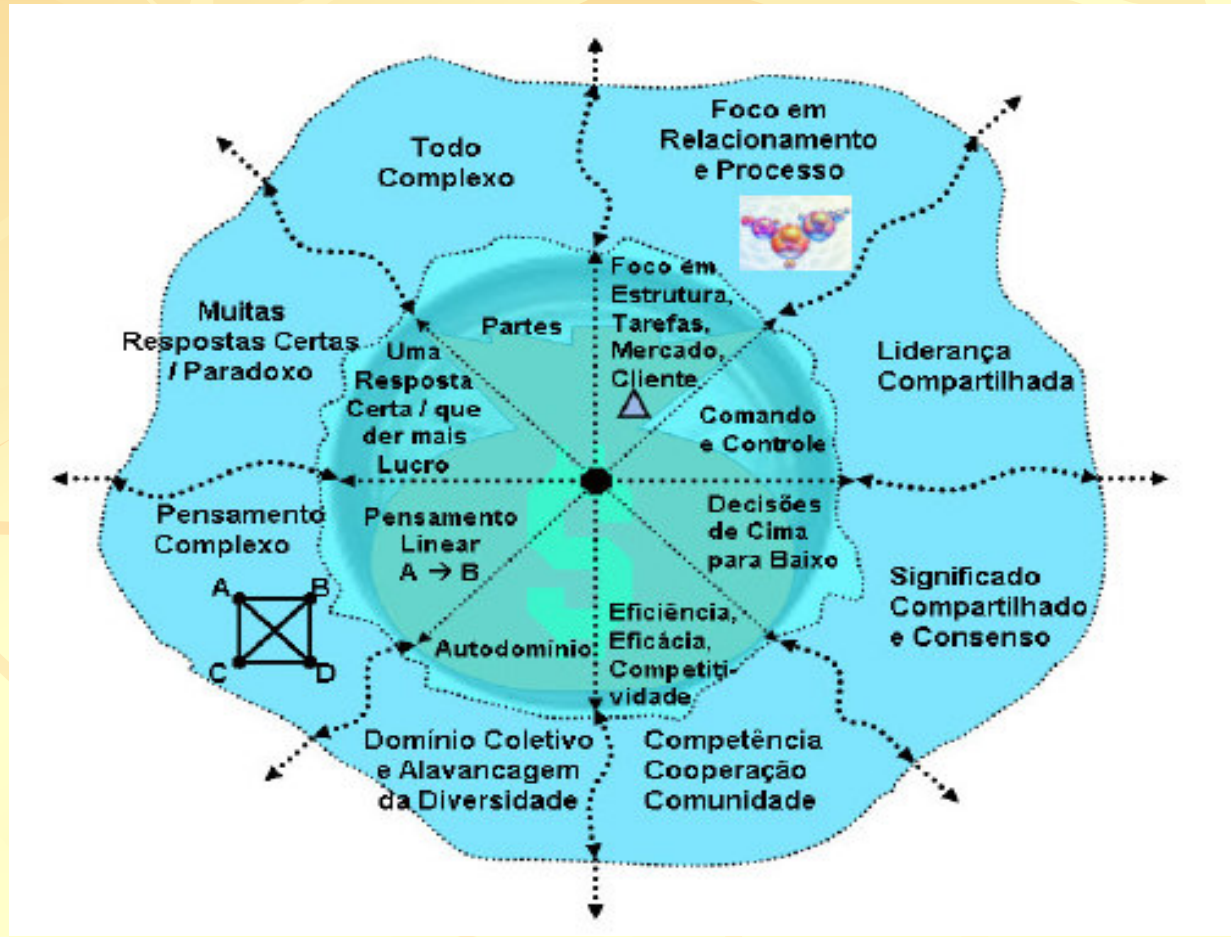 Todo
Complexo
Foco em
Relacionamento
e Processo
Muitas
Respostas Certas
/ Paradoxo
Partes
Foco em
Estrutura,
Tarefas,
Mercado,
Cliente
Uma
Resposta
Certa / que
der mais
Lucro
Comando
e Controle
Liderança
Compartilhada
Pensamento
Complexo
A B
C D
Pensamento
Linear
A → B
Decisões
de Cima
para Baixo
Significado
Compartilhado
e Consenso
Autodomínio
Eficiência,
Eficácia,
Competiti-
vidade
$
Domínio Coletivo
e Alavancagem
da Diversidade
Competência
Cooperação
Comunidade